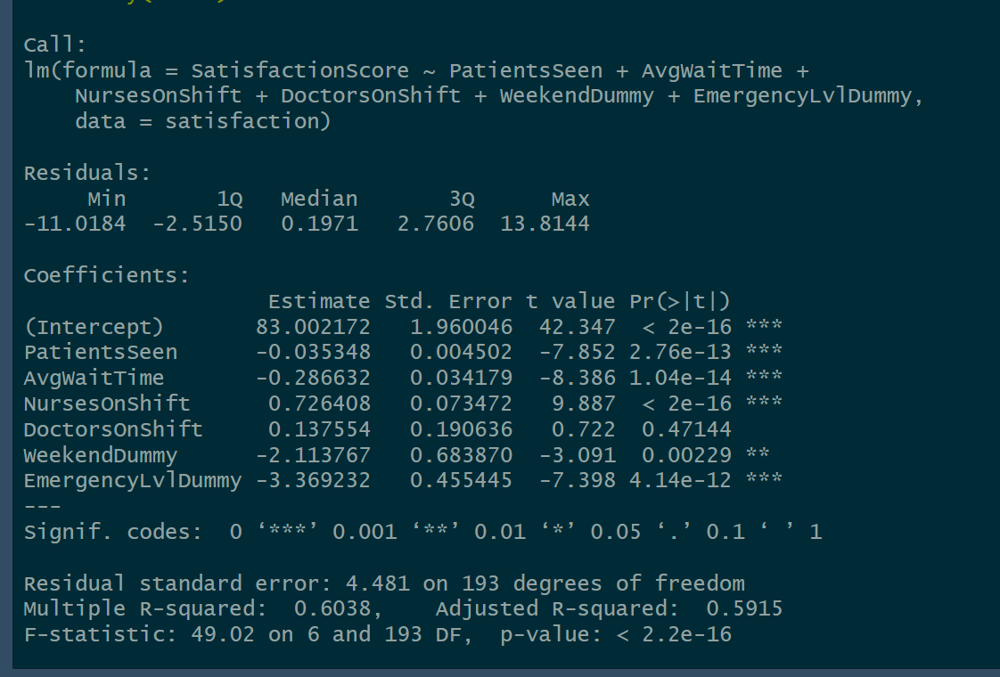 Call:
lm(formula = SatisfactionScore ~ PatientsSeen + AvgWaitTime +
    NursesOnShift + DoctorsOnShift + WeekendDummy + EmergencyLvlDummy,
    data = satisfaction)

Residuals:
     Min       1Q   Median       3Q      Max
-11.0184  -2.5150   0.1971   2.7606  13.8144

Coefficients:
                   Estimate Std. Error t value Pr(>|t|)
(Intercept)       83.002172   1.960046  42.347  < 2e-16 ***
PatientsSeen      -0.035348   0.004502  -7.852 2.76e-13 ***
AvgWaitTime       -0.286632   0.034179  -8.386 1.04e-14 ***
NursesOnShift      0.726408   0.073472   9.887  < 2e-16 ***
DoctorsOnShift     0.137554   0.190636   0.722  0.47144
WeekendDummy      -2.113767   0.683870  -3.091  0.00229 **
EmergencyLvlDummy -3.369232   0.455445  -7.398 4.14e-12 ***
---
Signif. codes:  0 ‘***’ 0.001 ‘**’ 0.01 ‘*’ 0.05 ‘.’ 0.1 ‘ ’ 1

Residual standard error: 4.481 on 193 degrees of freedom
Multiple R-squared:  0.6038,    Adjusted R-squared:  0.5915
F-statistic: 49.02 on 6 and 193 DF,  p-value: < 2.2e-16